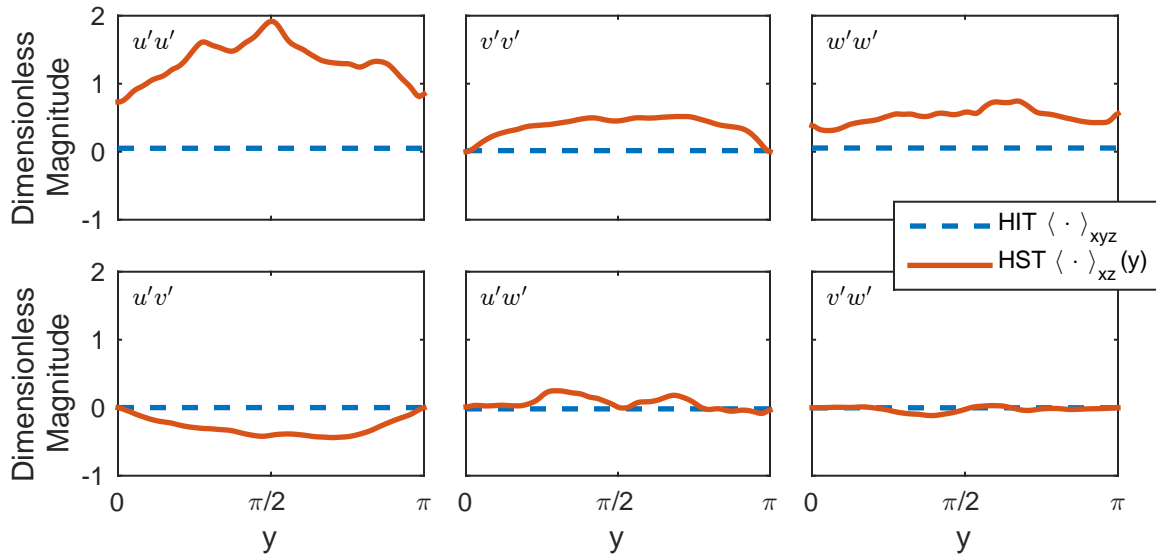 Dimensionless
Magnitude
2
1
0
-1
u′u′
v′v′
w′w′
HIT ⟨ · ⟩xyz
HST ⟨ · ⟩xz (y)
Dimensionless
Magnitude
2
1
0
-1
u′v′
u′w′
v′w′
0 π/2 π
0 π/2 π
0 π/2 π
y
y
y